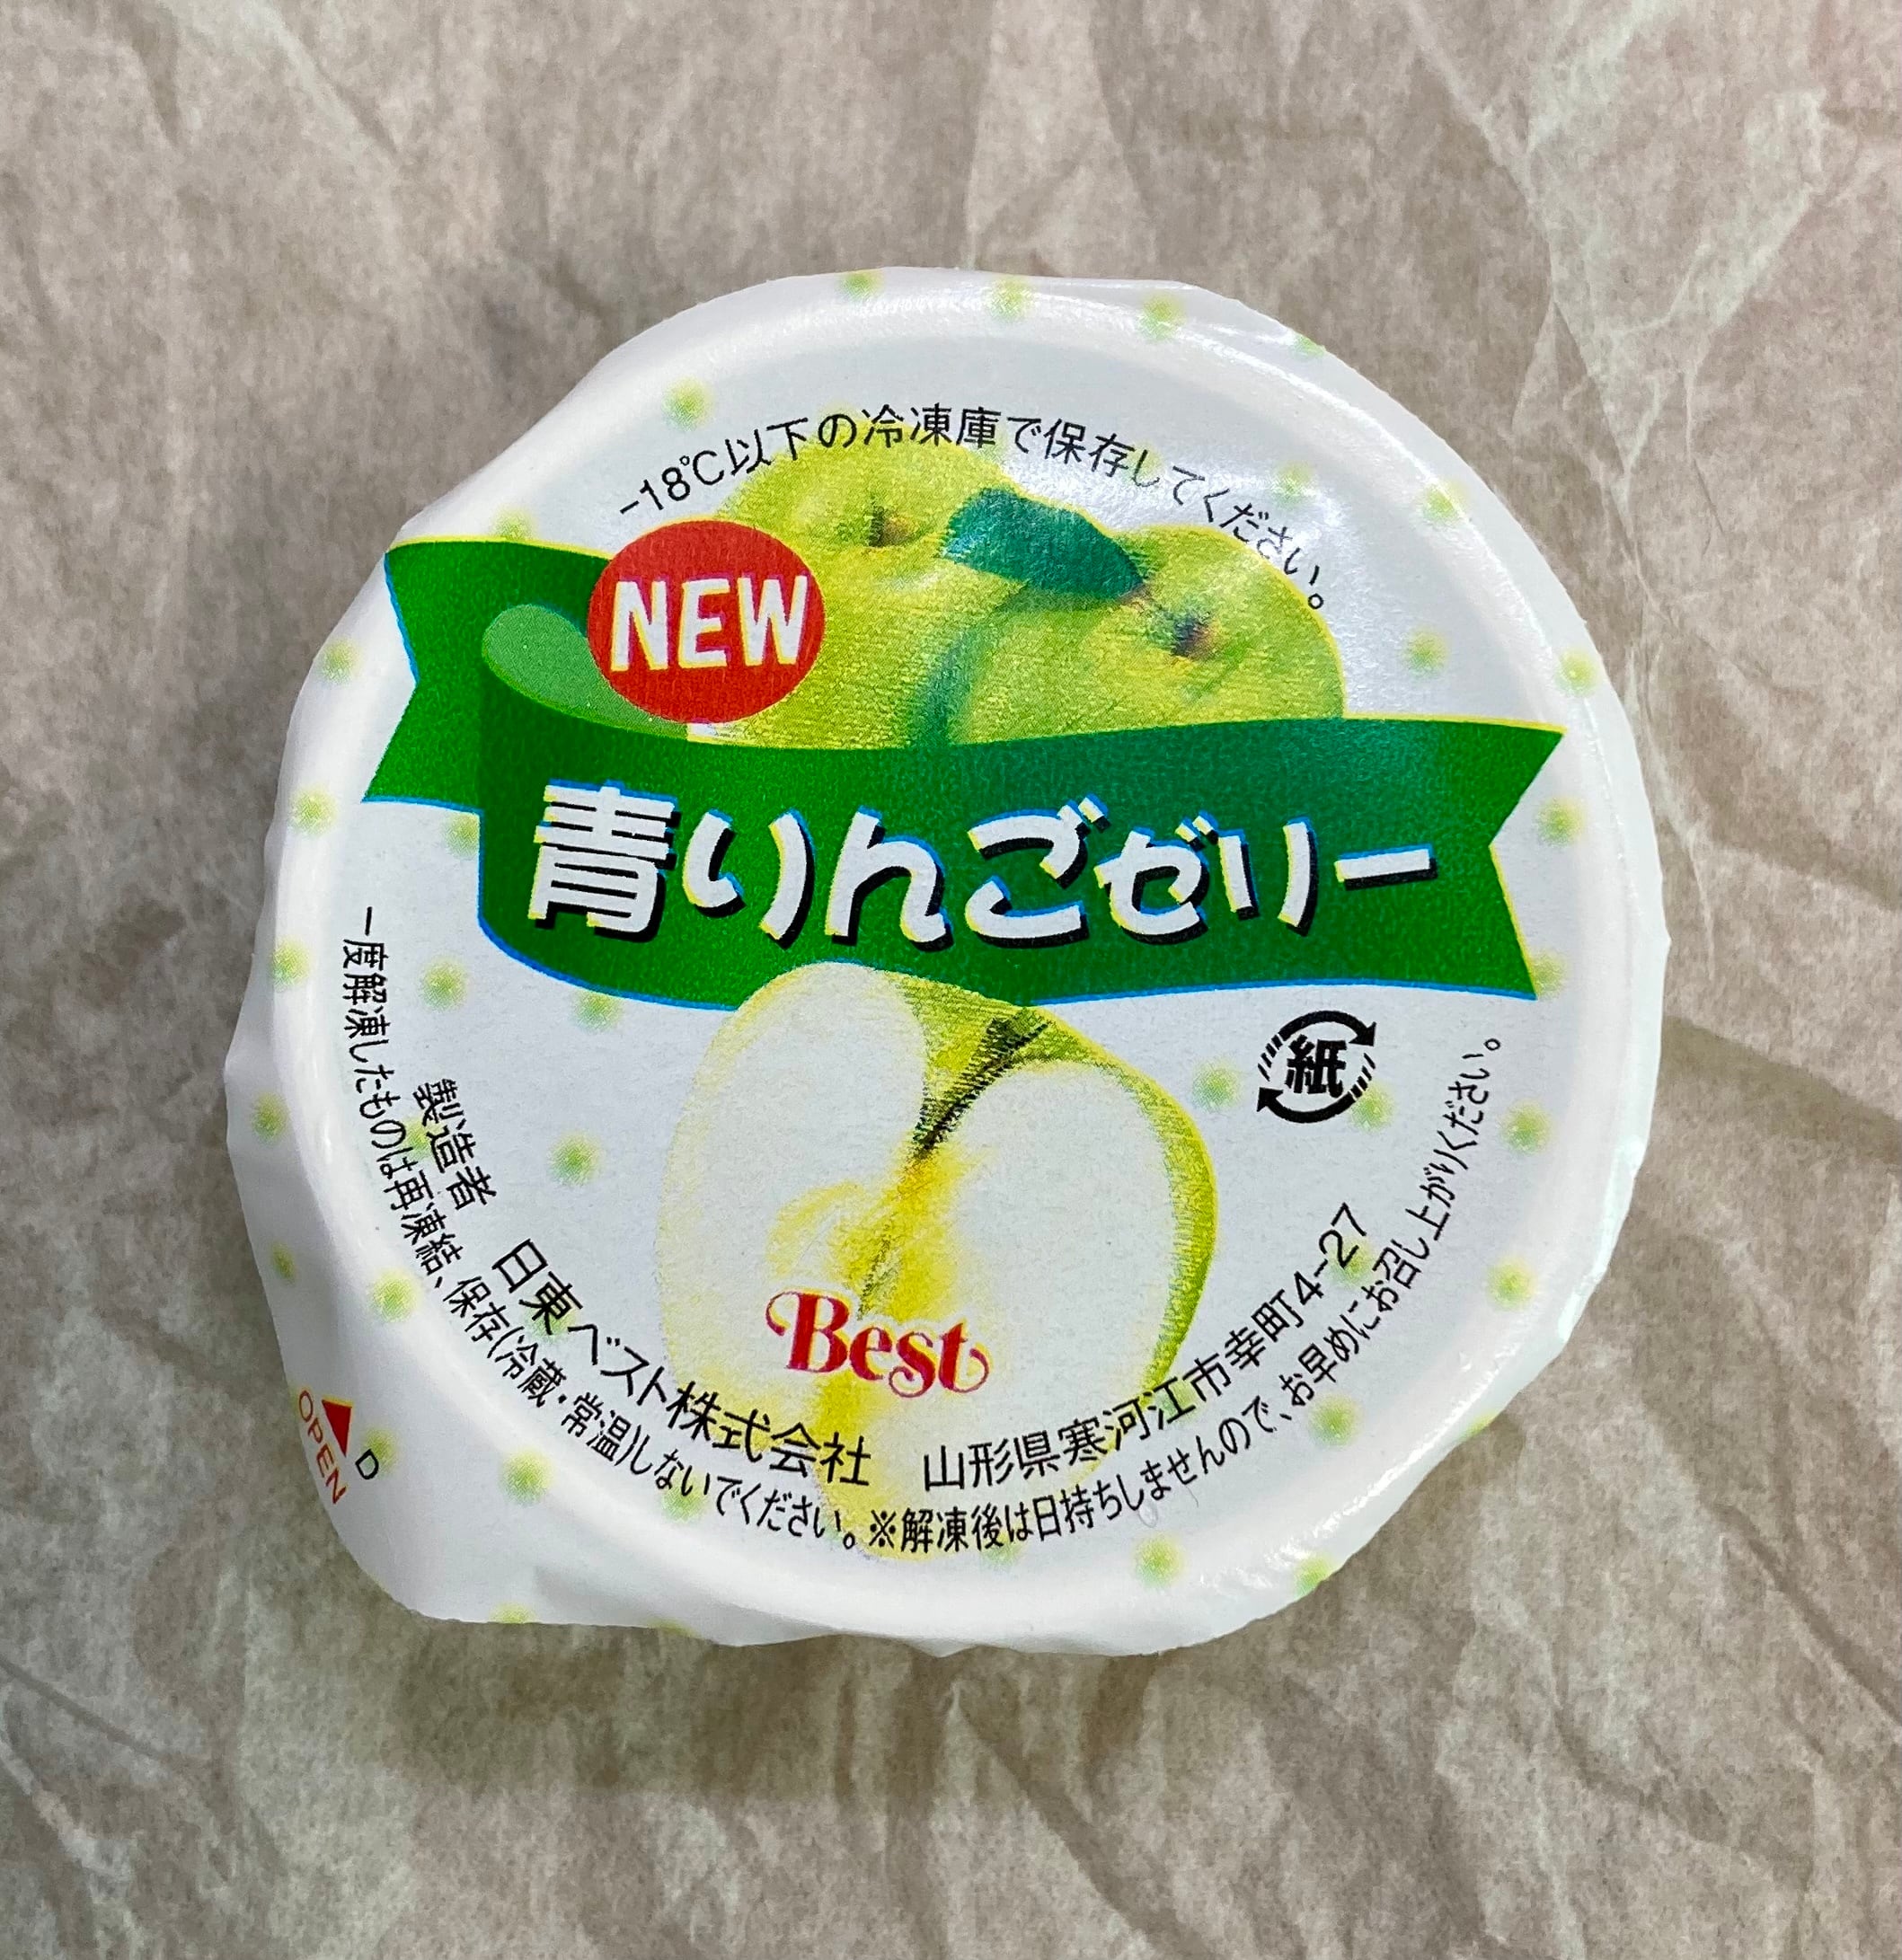 -18℃以下の冷凍庫で保存してください。
NEW
青りんごゼリー
紙
Best
製造者 日東ベスト株式会社 山形県寒河江市幸町4-27
一度解凍したものは再凍結、保存(冷蔵・常温)しないでください。※解凍後は日持ちしませんので、お早めにお召し上がりください。
OPEN
D